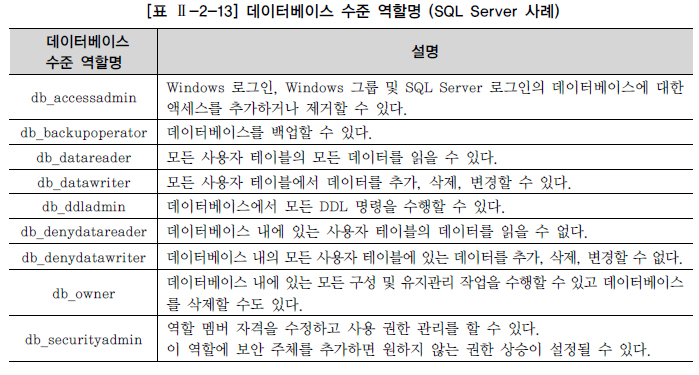 [표 Ⅱ-2-13] 데이터베이스 수준 역할명 (SQL Server 사례)
데이터베이스
수준 역할명
설명
db_accessadmin
Windows 로그인, Windows 그룹 및 SQL Server 로그인의 데이터베이스에 대한
액세스를 추가하거나 제거할 수 있다.
db_backupoperator
데이터베이스를 백업할 수 있다.
db_datareader
모든 사용자 테이블의 모든 데이터를 읽을 수 있다.
db_datawriter
모든 사용자 테이블에서 데이터를 추가, 삭제, 변경할 수 있다.
db_ddladmin
데이터베이스에서 모든 DDL 명령을 수행할 수 있다.
db_denydatareader
데이터베이스 내에 있는 사용자 테이블의 데이터를 읽을 수 없다.
db_denydatawriter
데이터베이스 내의 모든 사용자 테이블에 있는 데이터를 추가, 삭제, 변경할 수 없다.
db_owner
데이터베이스 내에 있는 모든 구성 및 유지관리 작업을 수행할 수 있고 데이터베이스
를 삭제할 수도 있다.
db_securityadmin
역할 멤버 자격을 수정하고 사용 권한 관리를 할 수 있다.
이 역할에 보안 주체를 추가하면 원하지 않는 권한 상승이 설정될 수 있다.